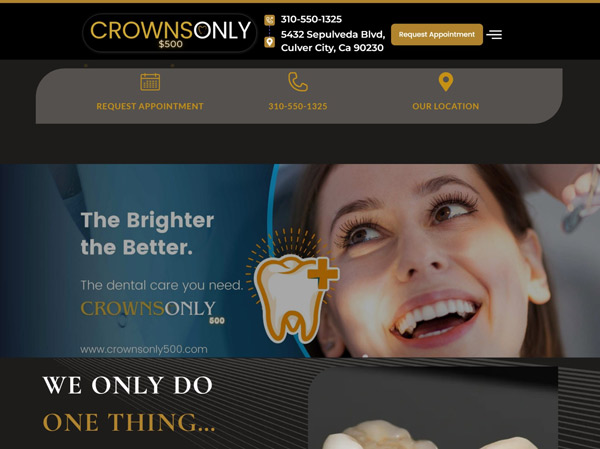 CROWNSONLY
$500
310-550-1325
5432 Sepulveda Blvd,
Culver City, Ca 90230
Request Appointment
REQUEST APPOINTMENT
310-550-1325
OUR LOCATION
The Brighter
the Better.
The dental care you need.
CROWNSONLY
500
www.crownsonly500.com
WE ONLY DO
ONE THING...